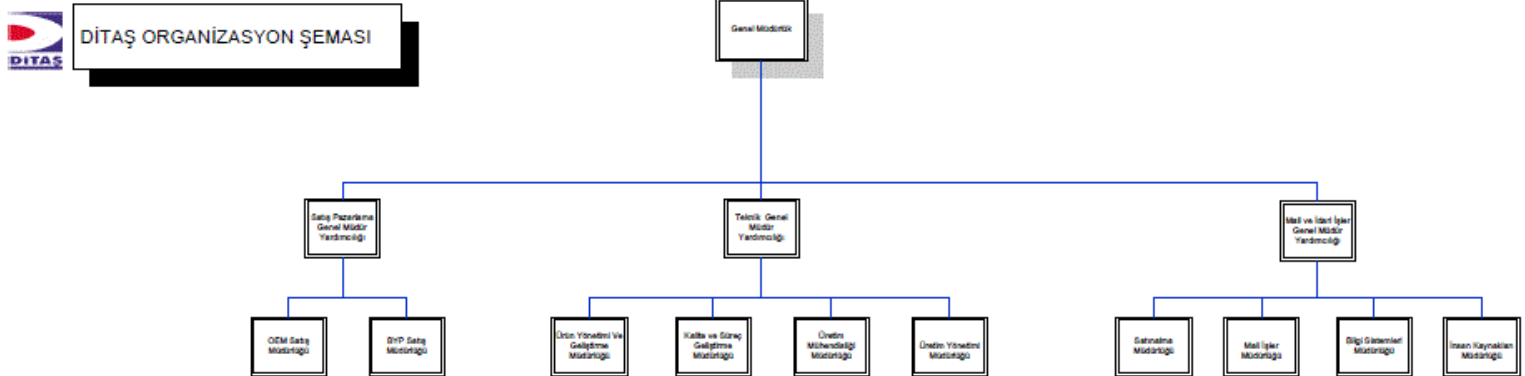 DİTAŞ
DİTAŞ ORGANİZASYON ŞEMASI
Genel Müdürlük
Satış Pazarlama
Genel Müdür
Yardımcılığı
Teknik Genel
Müdür
Yardımcılığı
Mali ve İdari İşler
Genel Müdür
Yardımcılığı
OEM Satış
Müdürlüğü
BYP Satış
Müdürlüğü
Ürün Yönetimi Ve
Geliştirme
Müdürlüğü
Kalite ve Süreç
Geliştirme
Müdürlüğü
Üretim
Mühendisliği
Müdürlüğü
Üretim Yönetimi
Müdürlüğü
Satınalma
Müdürlüğü
Mali İşler
Müdürlüğü
Bilgi Sistemleri
Müdürlüğü
İnsan Kaynakları
Müdürlüğü